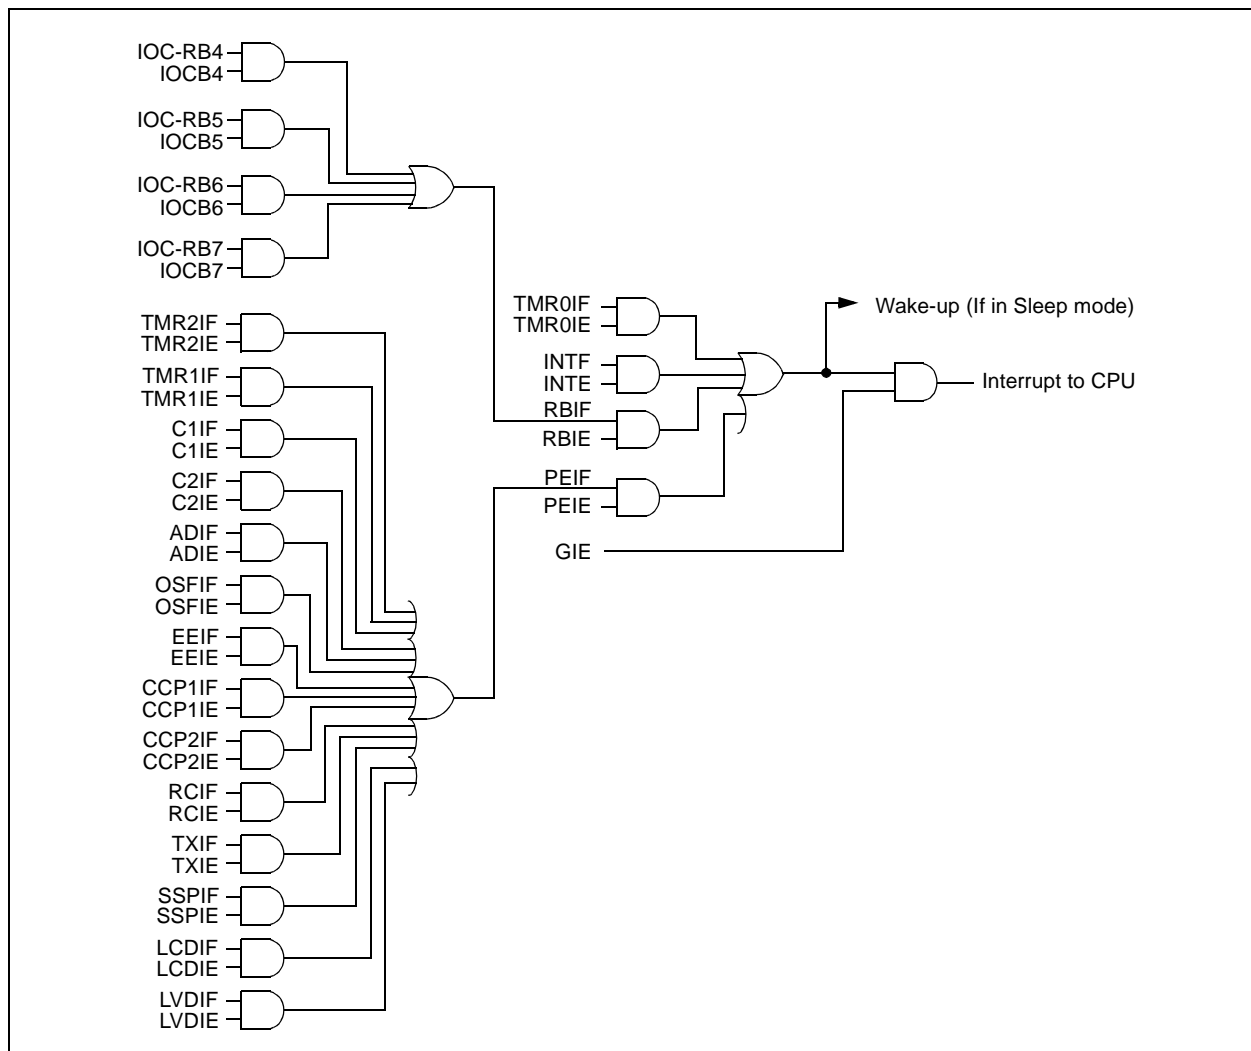 IOC-RB4
IOCB4
IOC-RB5
IOCB5
IOC-RB6
IOCB6
IOC-RB7
IOCB7
TMR2IF
TMR2IE
TMR1IF
TMR1IE
C1IF
C1IE
C2IF
C2IE
ADIF
ADIE
OSFIF
OSFIE
EEIF
EEIE
CCP1IF
CCP1IE
CCP2IF
CCP2IE
RCIF
RCIE
TXIF
TXIE
SSPIF
SSPIE
LCDIF
LCDIE
LVDIF
LVDIE
TMR0IF
TMR0IE
INTF
INTE
RBIF
RBIE
PEIF
PEIE
GIE
Wake-up (If in Sleep mode)
Interrupt to CPU